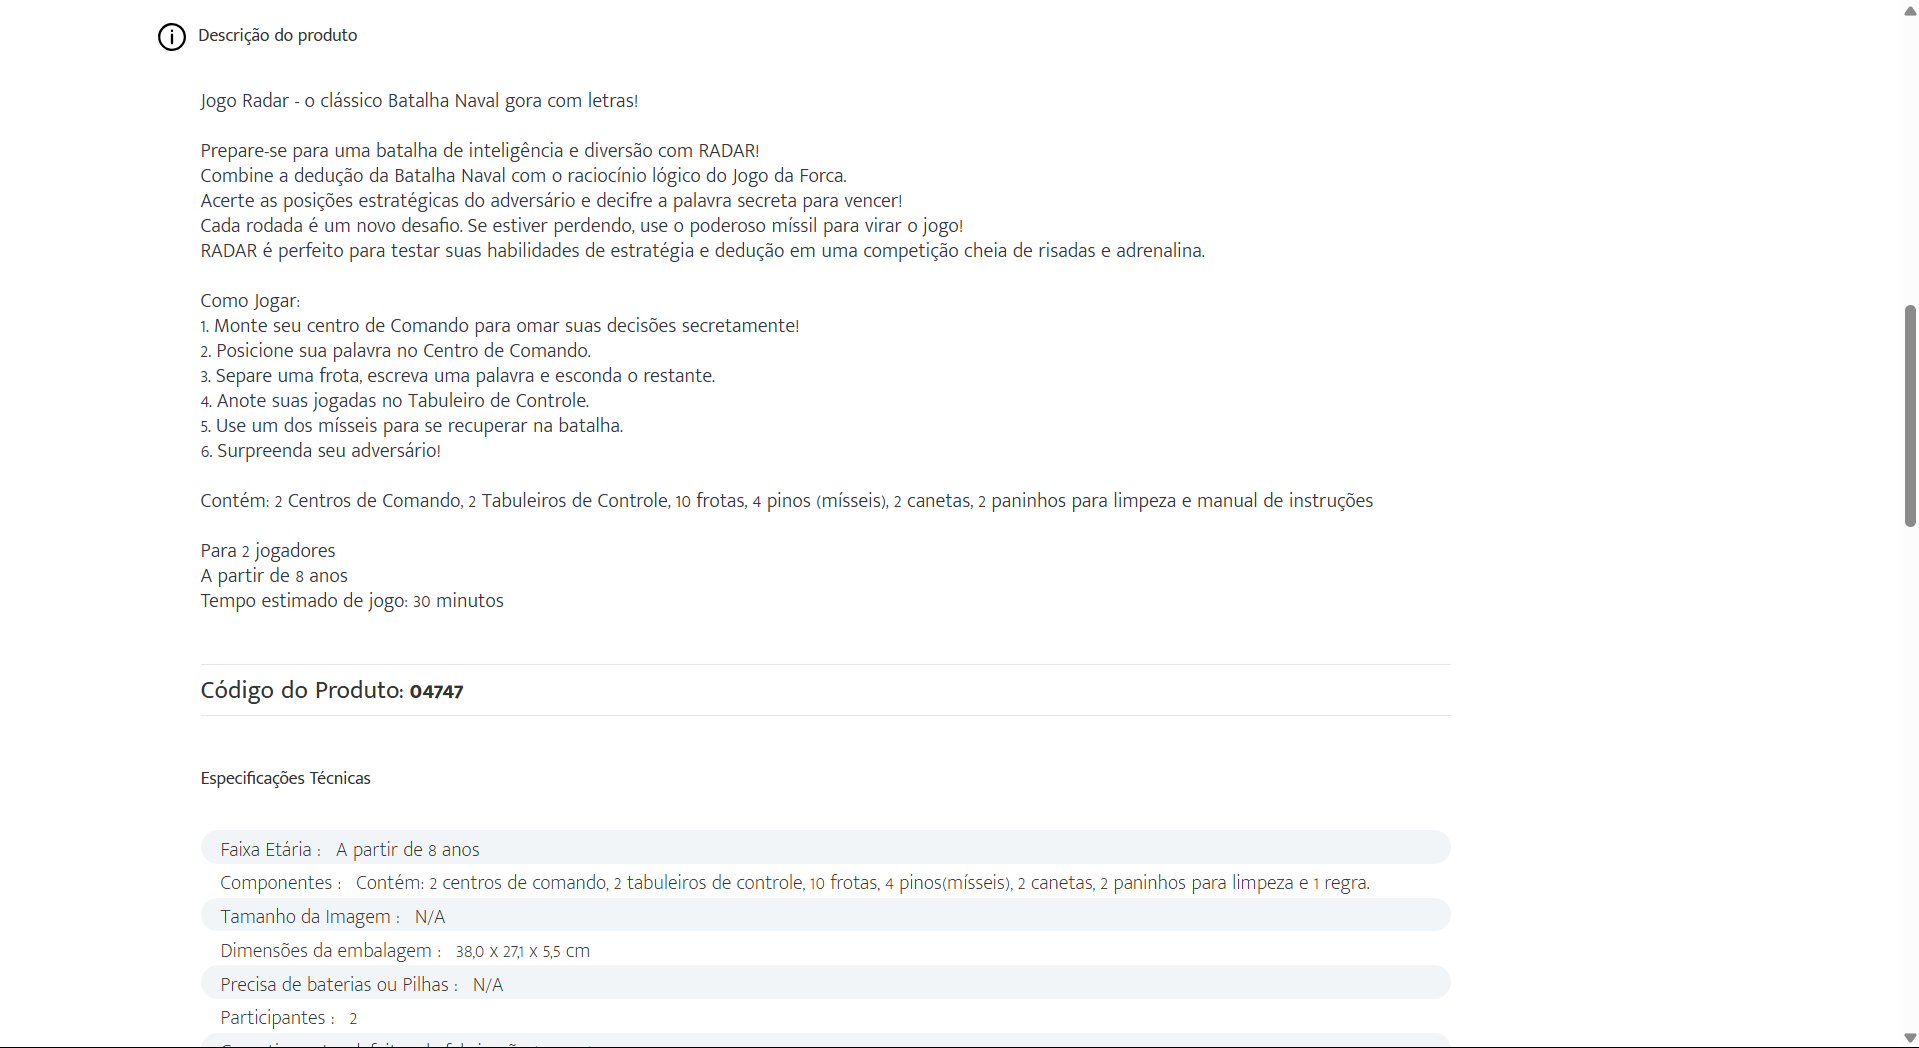 Descrição do produto
Jogo Radar - o clássico Batalha Naval gora com letras!
Prepare-se para uma batalha de inteligência e diversão com RADAR!
Combine a dedução da Batalha Naval com o raciocínio lógico do Jogo da Forca.
Acerte as posições estratégicas do adversário e decifre a palavra secreta para vencer!
Cada rodada é um novo desafio. Se estiver perdendo, use o poderoso míssil para virar o jogo!
RADAR é perfeito para testar suas habilidades de estratégia e dedução em uma competição cheia de risadas e adrenalina.
Como Jogar:
1. Monte seu centro de Comando para omar suas decisões secretamente!
2. Posicione sua palavra no Centro de Comando.
3. Separe uma frota, escreva uma palavra e esconda o restante.
4. Anote suas jogadas no Tabuleiro de Controle.
5. Use um dos mísseis para se recuperar na batalha.
6. Surpreenda seu adversário!
Contém: 2 Centros de Comando, 2 Tabuleiros de Controle, 10 frotas, 4 pinos (mísseis), 2 canetas, 2 paninhos para limpeza e manual de instruções
Para 2 jogadores
A partir de 8 anos
Tempo estimado de jogo: 30 minutos
Código do Produto: 04747
Especificações Técnicas
Faixa Etária : A partir de 8 anos
Componentes : Contém: 2 centros de comando, 2 tabuleiros de controle, 10 frotas, 4 pinos(mísseis), 2 canetas, 2 paninhos para limpeza e 1 regra.
Tamanho da Imagem : N/A
Dimensões da embalagem : 38,0 x 27,1 x 5,5 cm
Precisa de baterias ou Pilhas : N/A
Participantes : 2